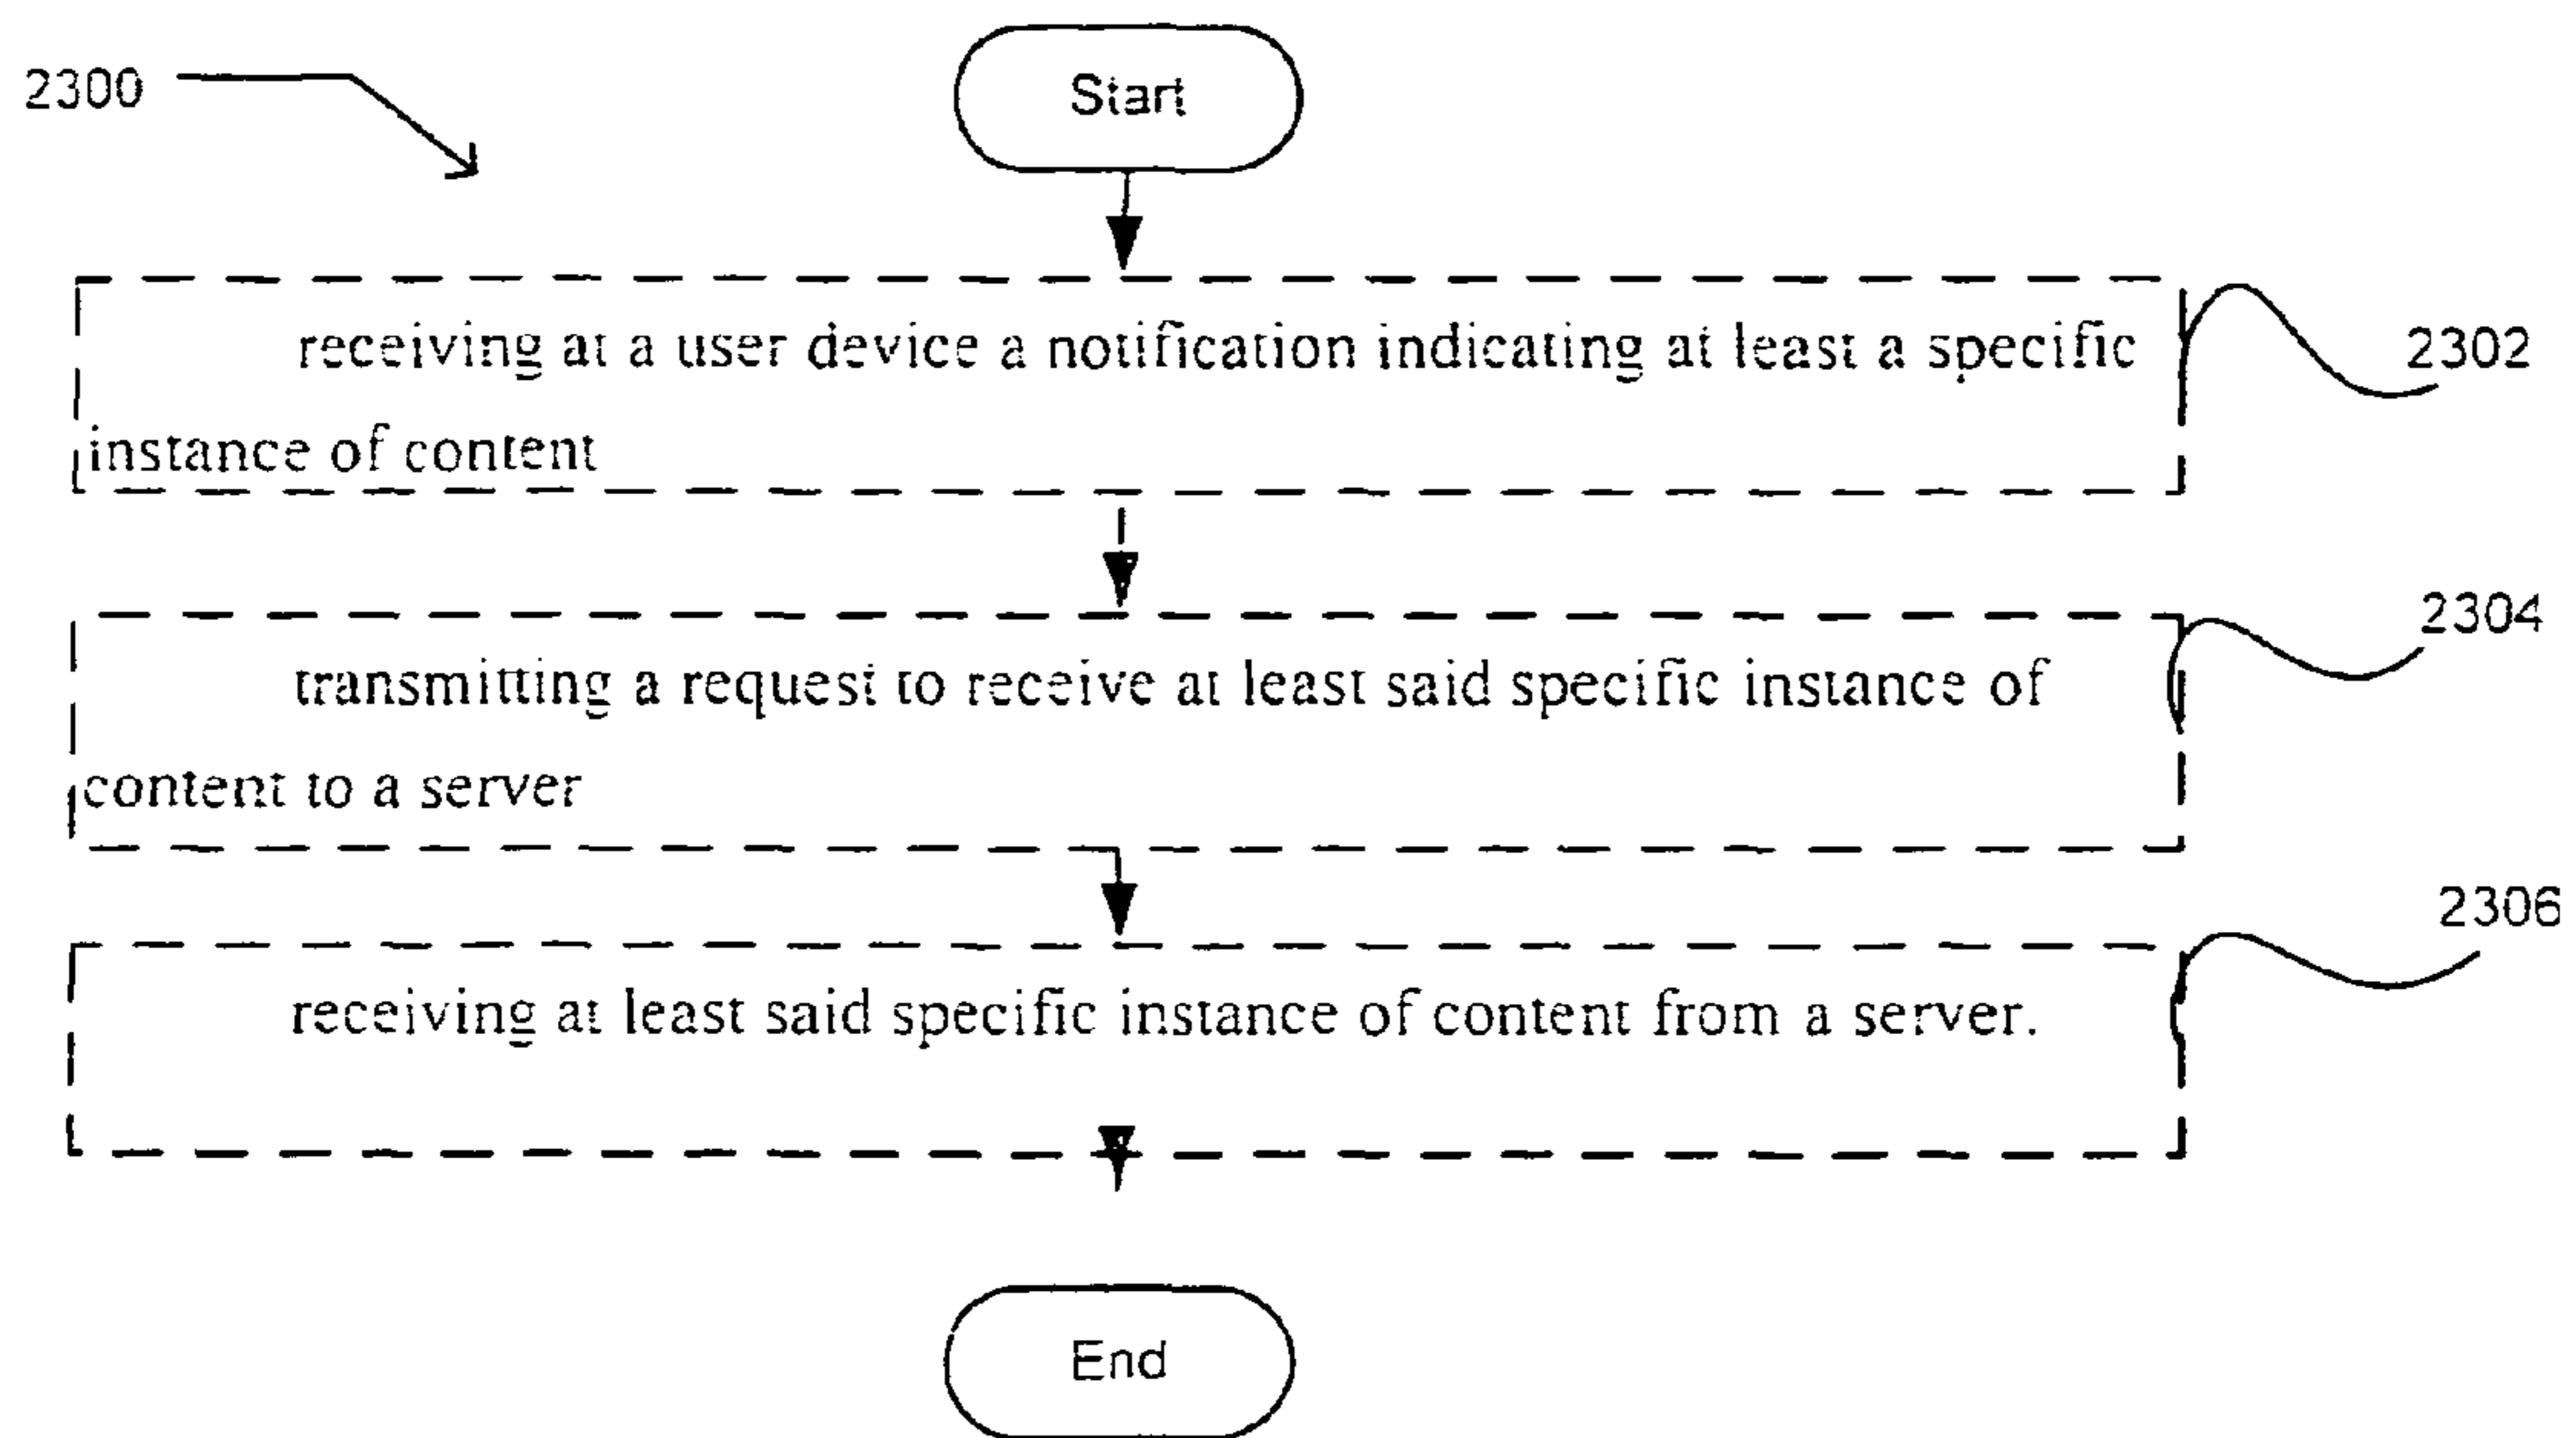 2300
Start
receiving at a user device a notification indicating at least a specific
instance of content
2302
transmitting a request to receive at least said specific instance of
content to a server
2304
receiving at least said specific instance of content from a server.
2306
End